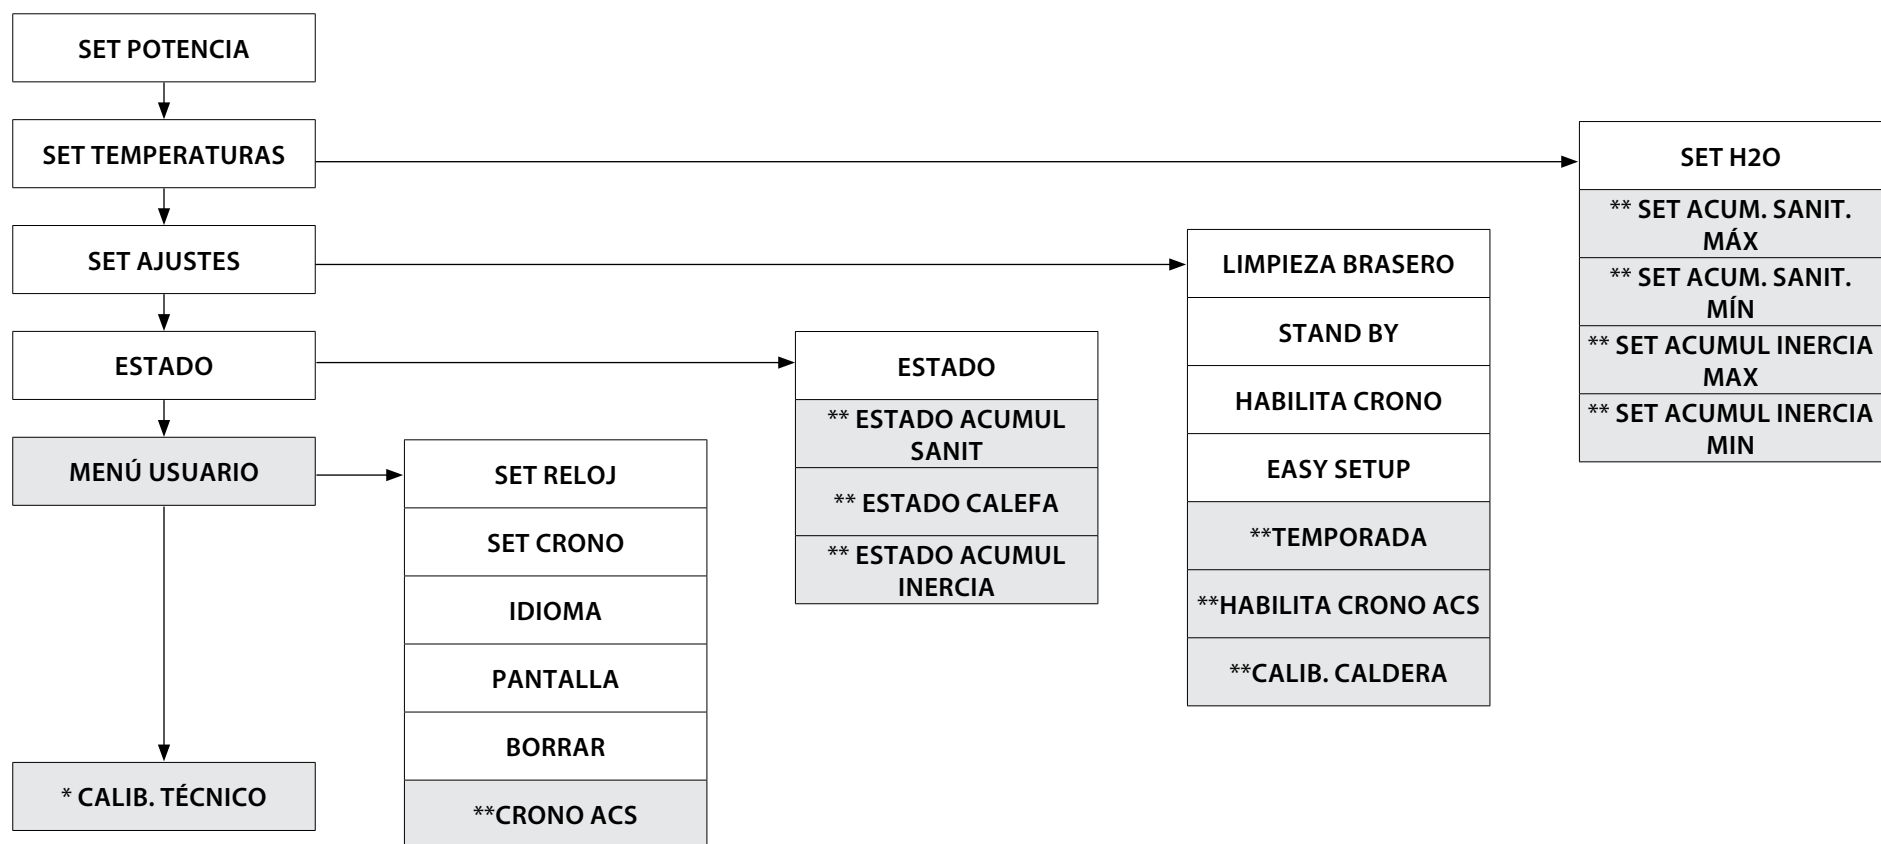 SET POTENCIA
SET TEMPERATURAS
SET AJUSTES
ESTADO
MENÚ USUARIO
* CALIB. TÉCNICO
SET RELOJ
SET CRONO
IDIOMA
PANTALLA
BORRAR
**CRONO ACS
ESTADO
** ESTADO ACUMUL
SANIT
** ESTADO CALEFA
** ESTADO ACUMUL
INERCIA
LIMPIEZA BRASERO
STAND BY
HABILITA CRONO
EASY SETUP
**TEMPORADA
**HABILITA CRONO ACS
**CALIB. CALDERA
SET H2O
** SET ACUM. SANIT.
MÁX
** SET ACUM. SANIT.
MÍN
** SET ACUMUL INERCIA
MAX
** SET ACUMUL INERCIA
MIN